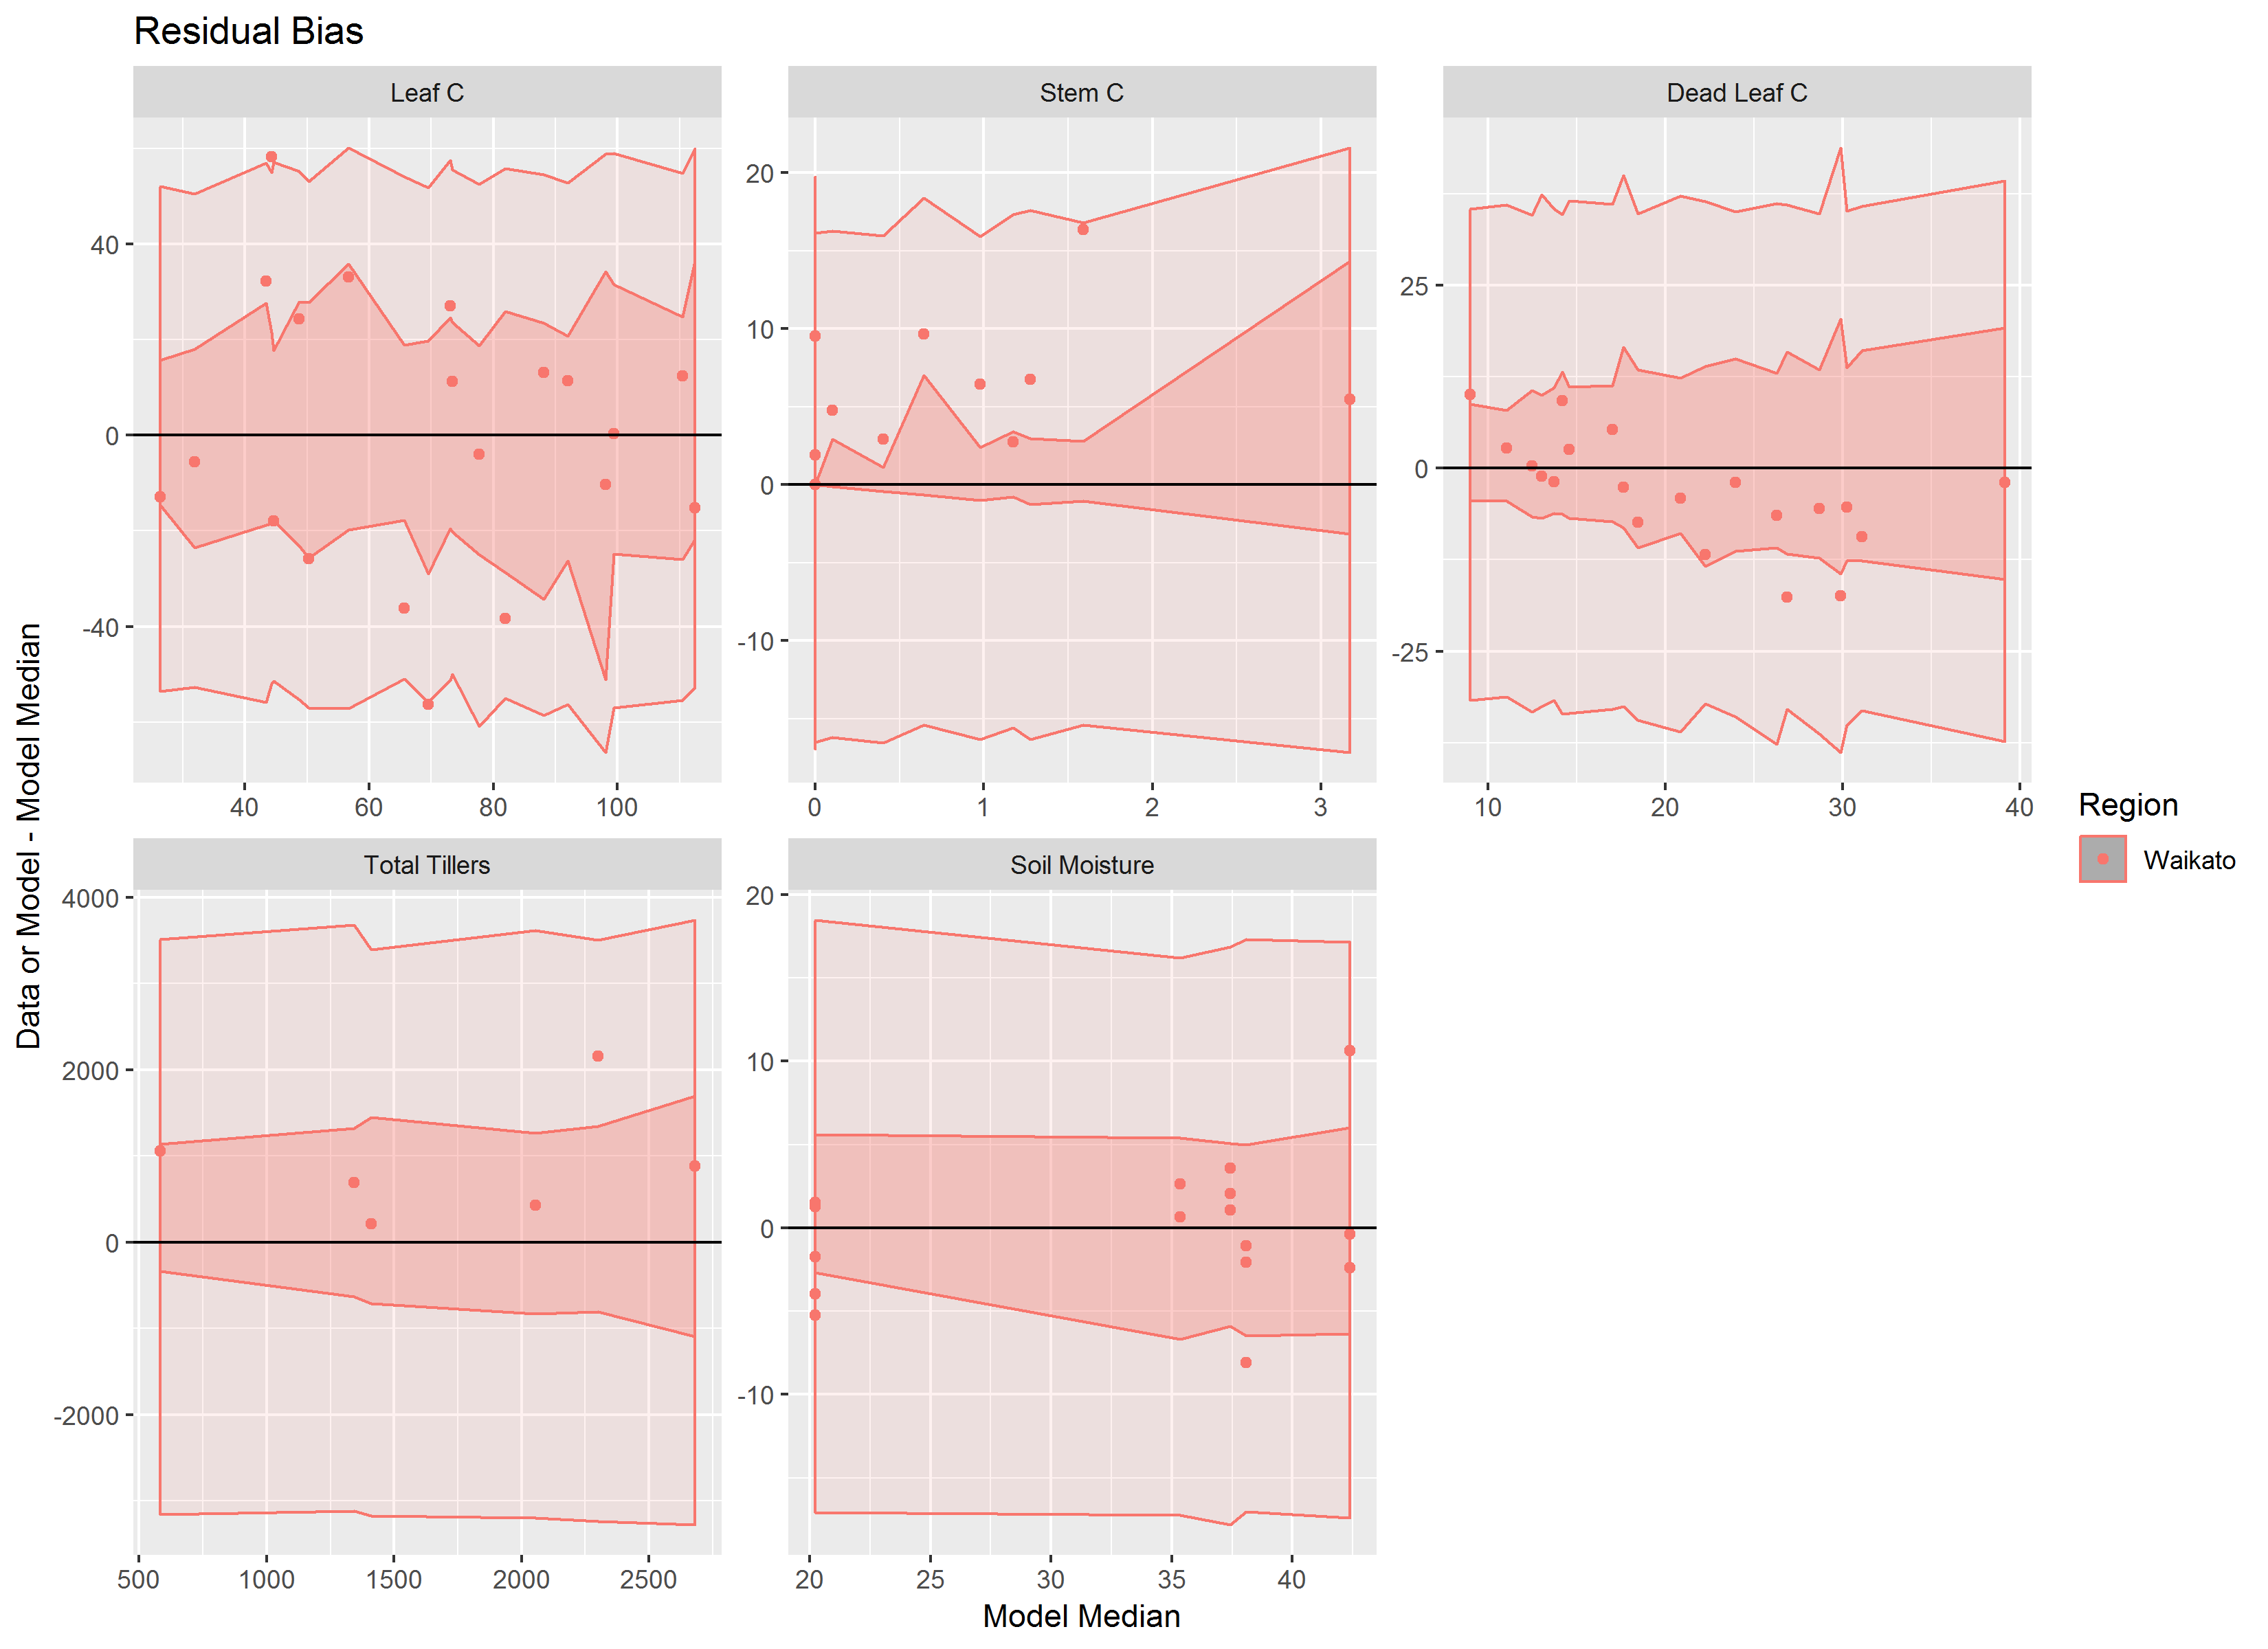 Residual Bias
Leaf C
Stem C
Dead Leaf C
40
0
-40
20
10
0
-10
25
0
-25
40 60 80 100
0 1 2 3
10 20 30 40
Total Tillers
Soil Moisture
4000
2000
0
-2000
20
10
0
-10
500 1000 1500 2000 2500
20 25 30 35 40
Data or Model - Model Median
Model Median
Region
Waikato